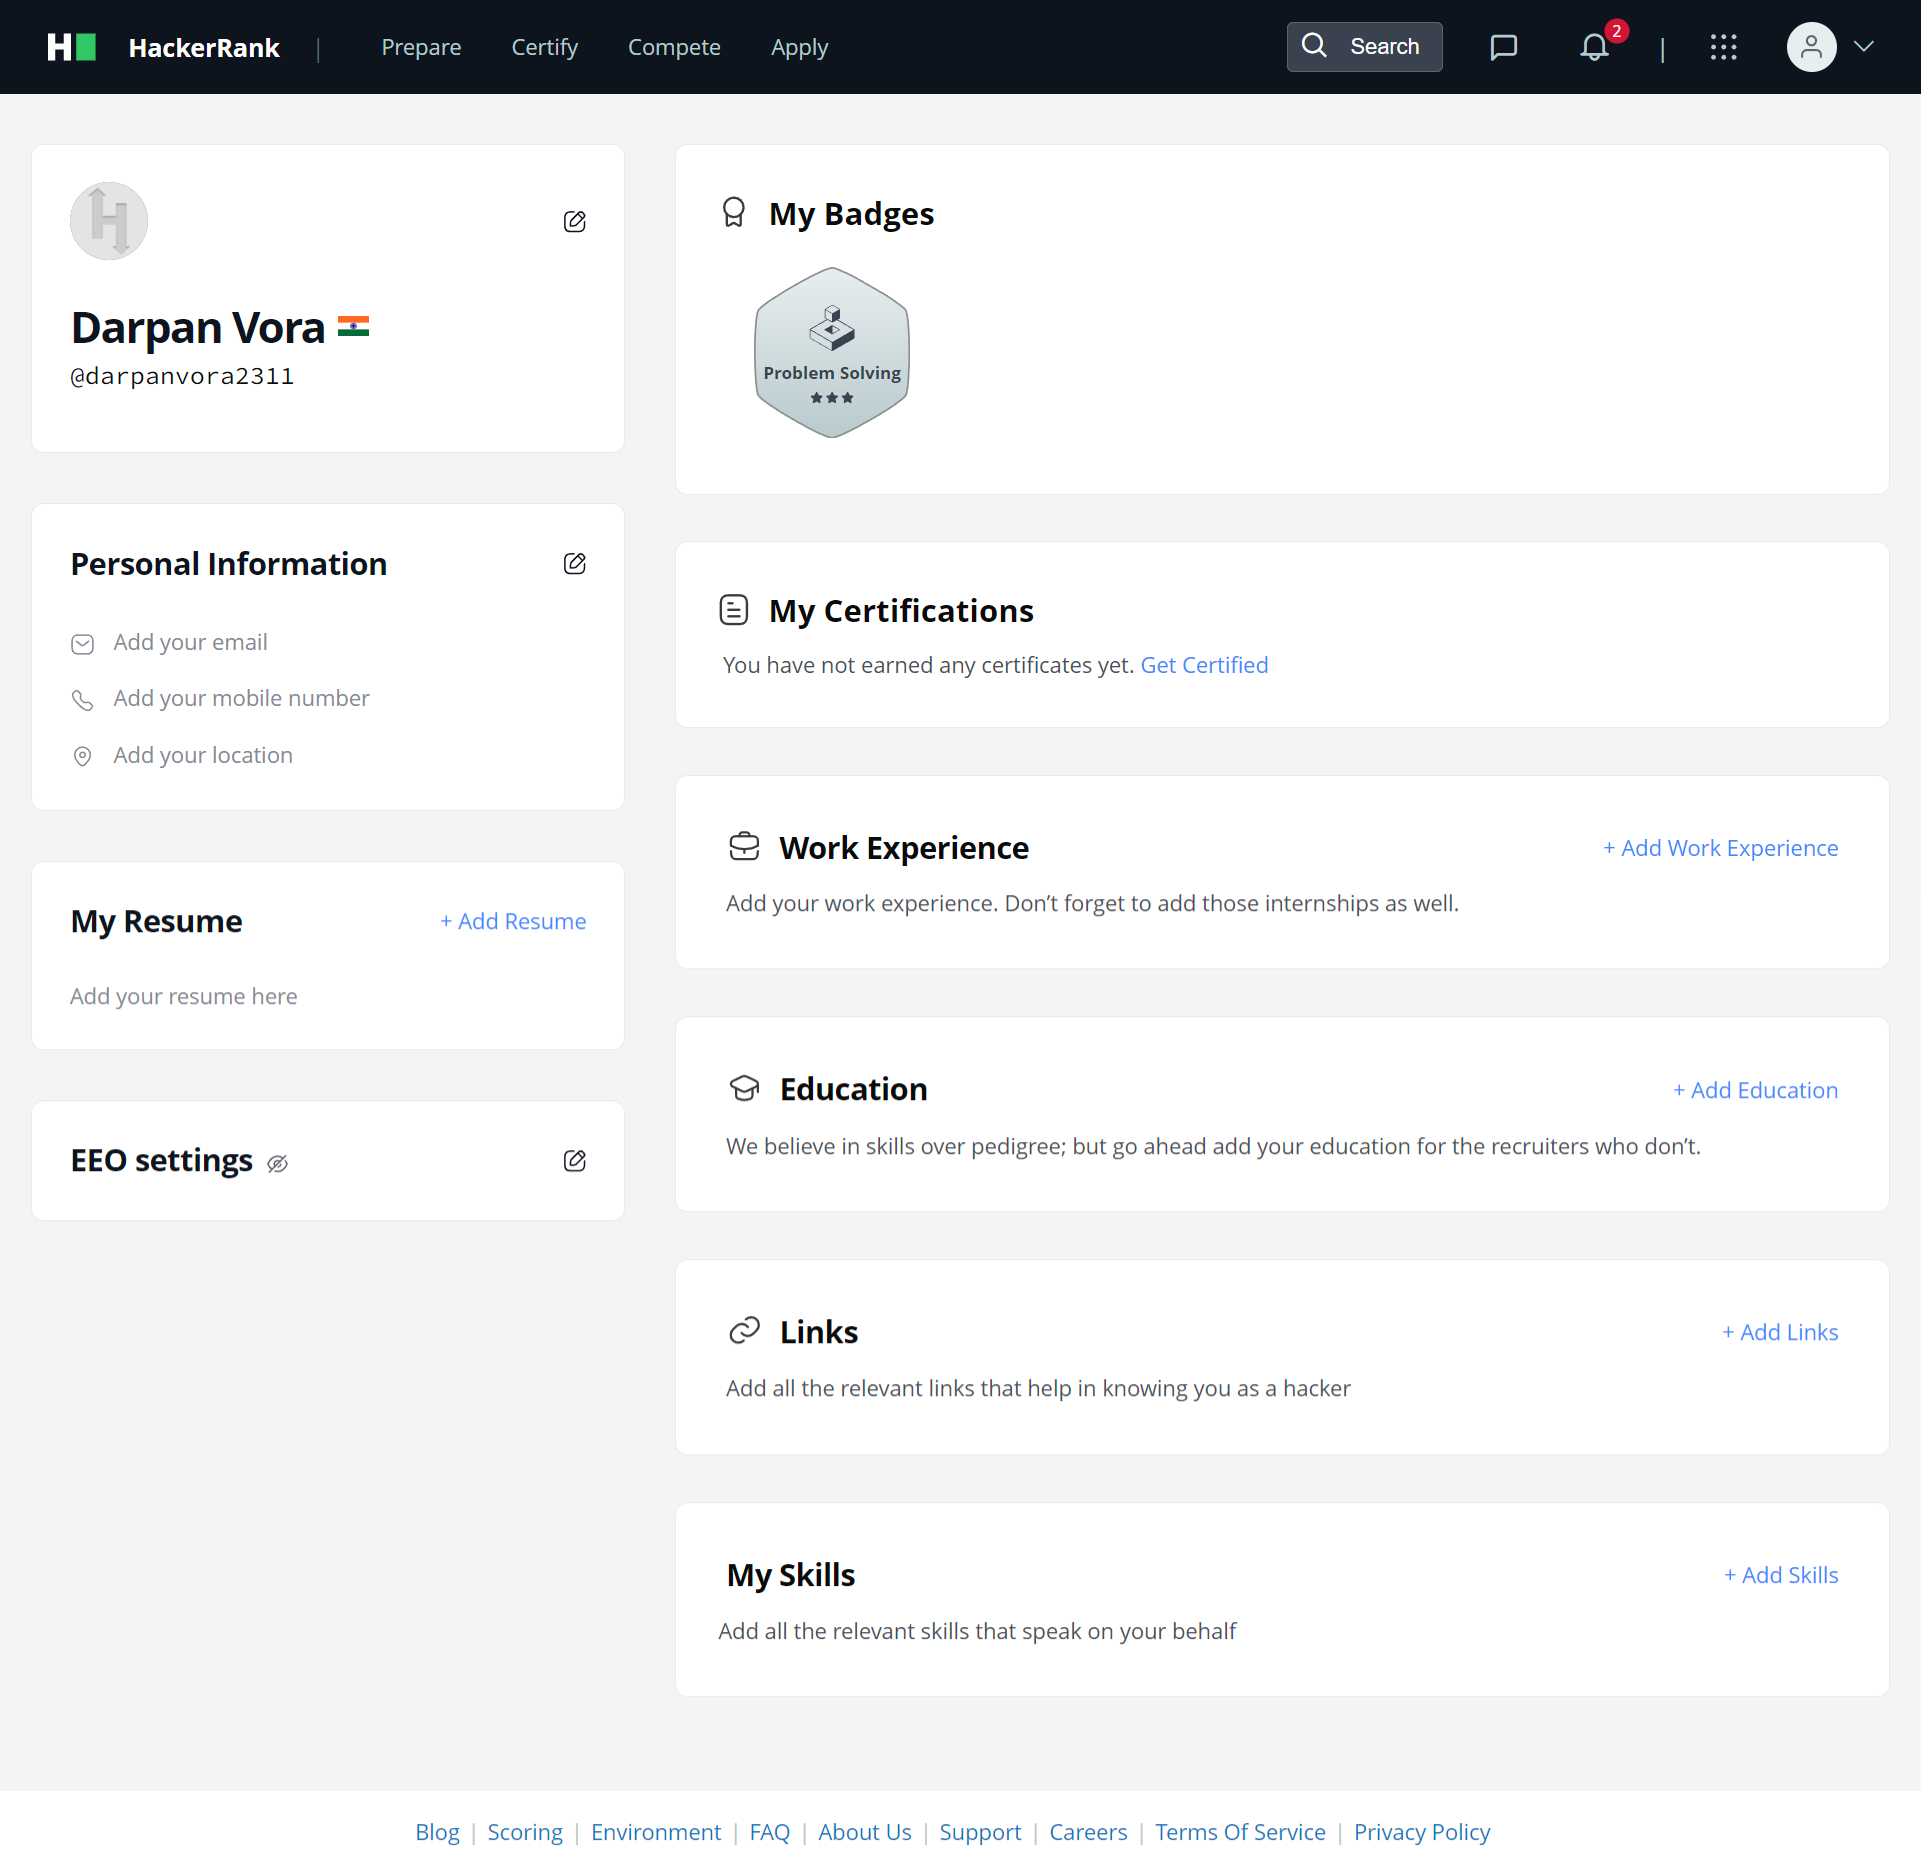 HackerRank | Prepare Certify Compete Apply Search 2 |
Darpan Vora
@darpanvora2311
Personal Information
Add your email
Add your mobile number
Add your location
My Resume + Add Resume
Add your resume here
EEO settings
My Badges
Problem Solving
My Certifications
You have not earned any certificates yet. Get Certified
Work Experience + Add Work Experience
Add your work experience. Don’t forget to add those internships as well.
Education + Add Education
We believe in skills over pedigree; but go ahead add your education for the recruiters who don’t.
Links + Add Links
Add all the relevant links that help in knowing you as a hacker
My Skills + Add Skills
Add all the relevant skills that speak on your behalf
Blog | Scoring | Environment | FAQ | About Us | Support | Careers | Terms Of Service | Privacy Policy